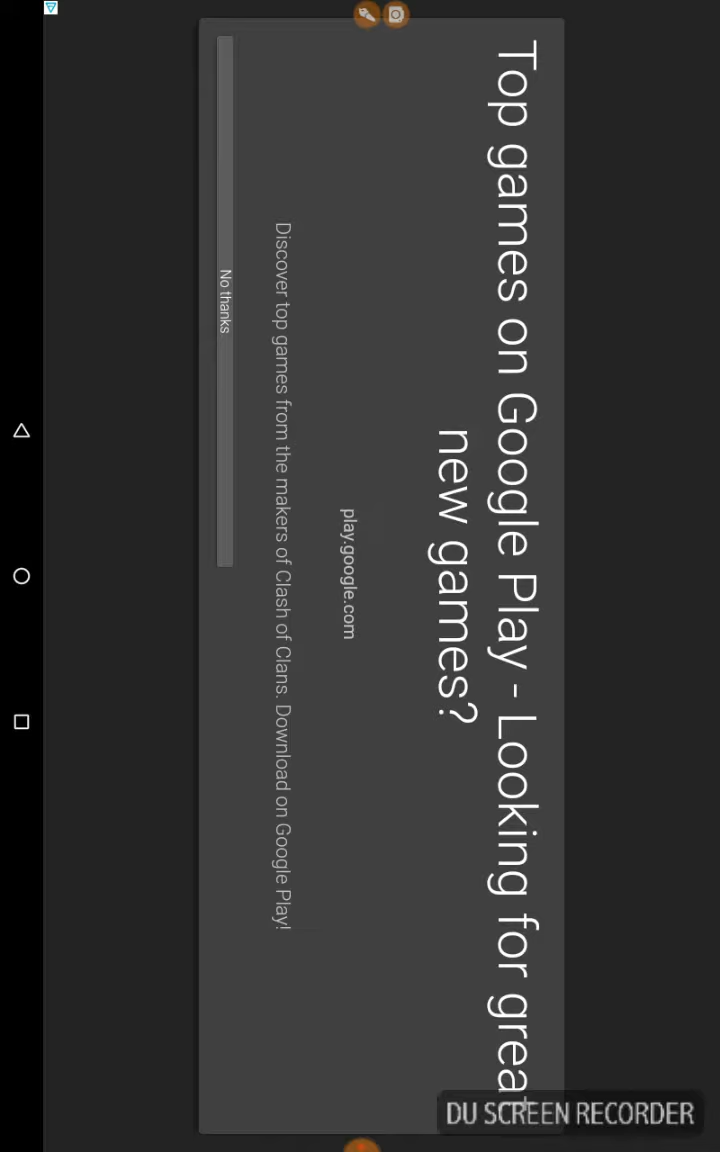 Top games on Google Play - Looking for great
new games?
play.google.com
Discover top games from the makers of Clash of Clans. Download on Google Play!
No thanks
DU SCREEN RECORDER